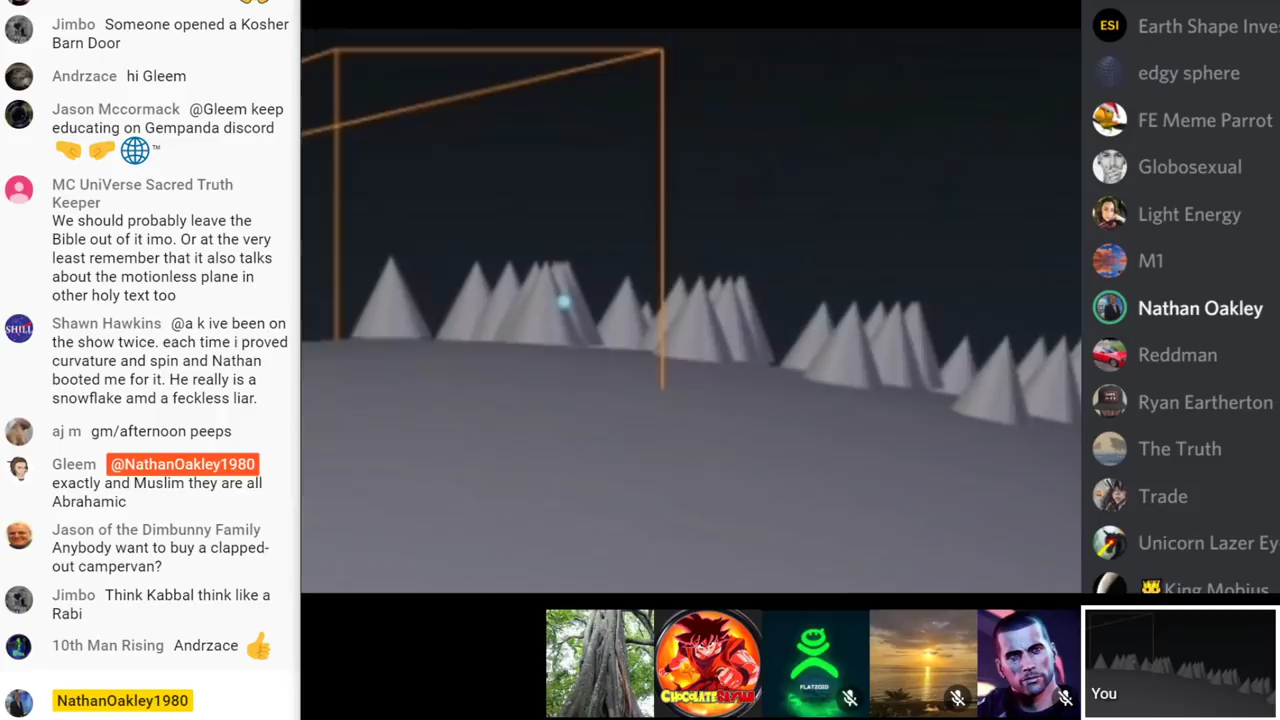 Jimbo Someone opened a Kosher
Barn Door
Andrzace hi Gleem
Jason Mccormack @Gleem keep
educating on Gempanda discord
™
MC UniVerse Sacred Truth
Keeper
We should probably leave the
Bible out of it imo. Or at the very
least remember that it also talks
about the motionless plane in
other holy text too
Shawn Hawkins @a k ive been on
the show twice. each time i proved
curvature and spin and Nathan
booted me for it. He really is a
snowflake amd a feckless liar.
SHILL
aj m gm/afternoon peeps
Gleem @NathanOakley1980
exactly and Muslim they are all
Abrahamic
Jason of the Dimbunny Family
Anybody want to buy a clapped-
out campervan?
Jimbo Think Kabbal think like a
Rabi
10th Man Rising Andrzace
NathanOakley1980
ESI
Earth Shape Inves
edgy sphere
FE Meme Parrot
Globosexual
Light Energy
M1
Nathan Oakley
Reddman
Ryan Eartherton
The Truth
Trade
Unicorn Lazer Ey
King Mobius
CHOCOLATE SAIYAN
FLATZOID
You